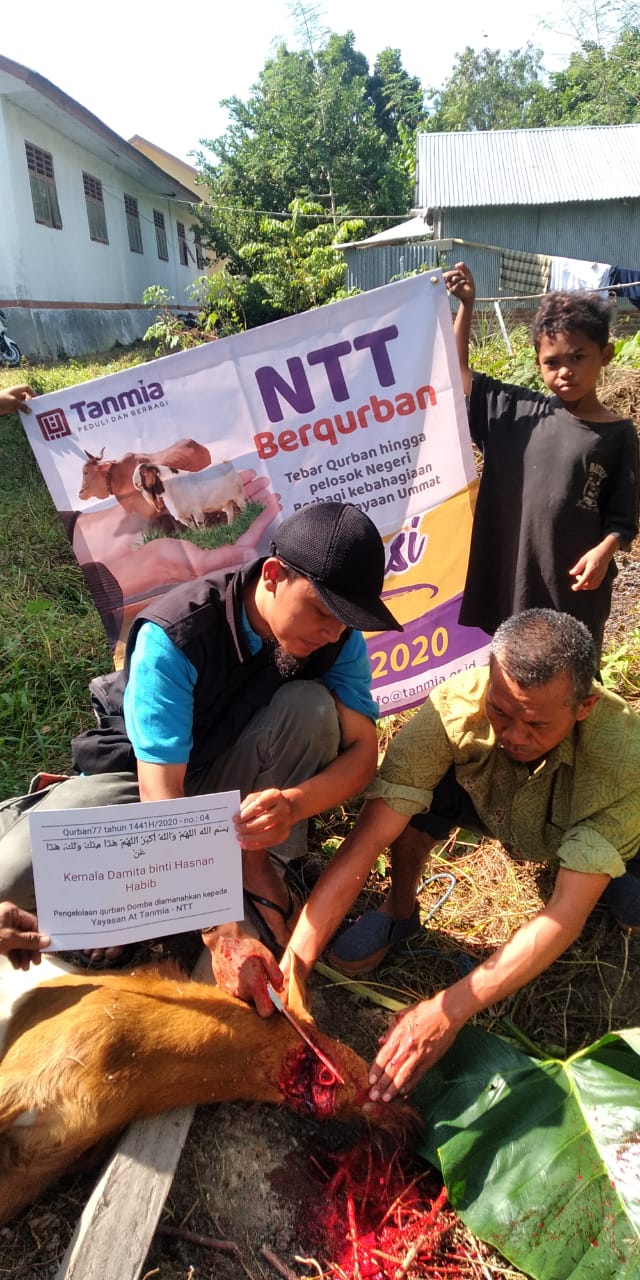 Tanmia
PEDULI DAN BERBAGI
NTT
Berqurban
Tebar Qurban hingga
pelosok Negeri
Berbagi kebahagiaan
Ummat
si
2020
fo@tanmia.or.id
Qurban77 tahun 1441H/2020 - no.: 04
بسم الله اللهم والله أكبر اللهم هذا منك ولك، هذا
عن
Kemala Damita binti Hasnan
Habib
Pengelolaan qurban Domba diamanahkan kepada
Yayasan At Tanmia - NTT